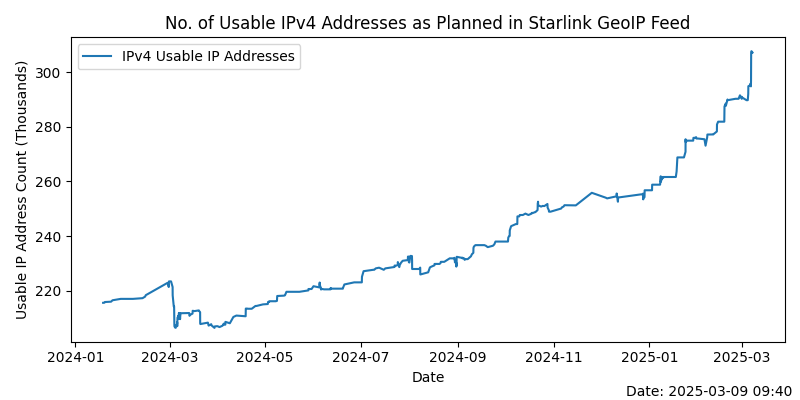 No. of Usable IPv4 Addresses as Planned in Starlink GeoIP Feed
IPv4 Usable IP Addresses
Usable IP Address Count (Thousands)
300
280
260
240
220
2024-01 2024-03 2024-05 2024-07 2024-09 2024-11 2025-01 2025-03
Date
Date: 2025-03-09 09:40